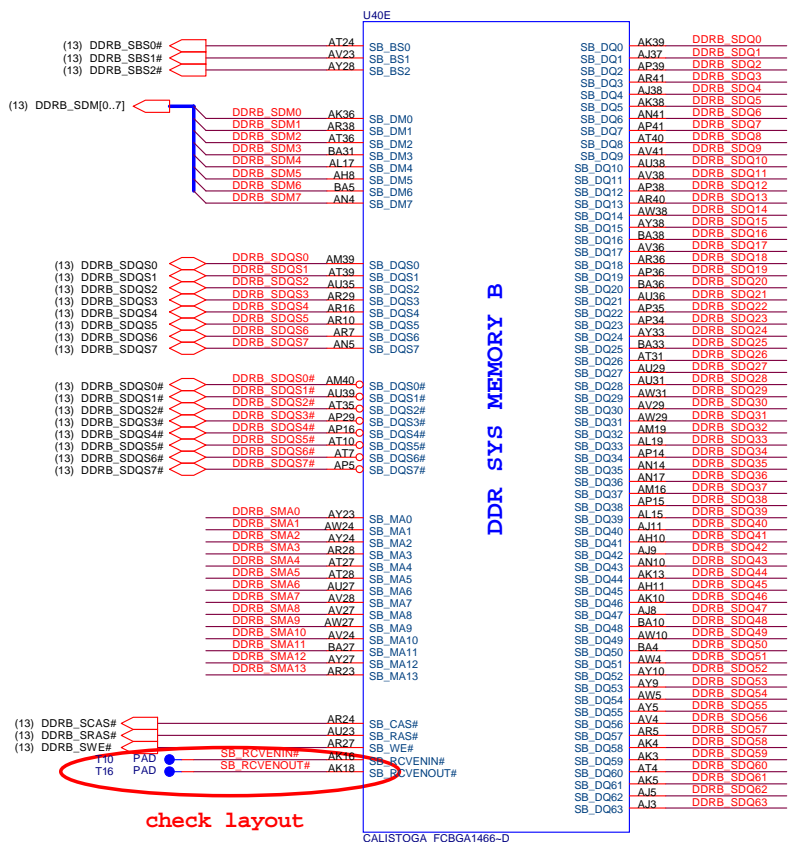 U40E
(13) DDRB_SBS0# AT24 SB_BS0
(13) DDRB_SBS1# AV23 SB_BS1
(13) DDRB_SBS2# AY28 SB_BS2
(13) DDRB_SDM[0..7]
DDRB_SDM0 AK36 SB_DM0
DDRB_SDM1 AR38 SB_DM1
DDRB_SDM2 AT36 SB_DM2
DDRB_SDM3 BA31 SB_DM3
DDRB_SDM4 AL17 SB_DM4
DDRB_SDM5 AH8 SB_DM5
DDRB_SDM6 BA5 SB_DM6
DDRB_SDM7 AN4 SB_DM7
(13) DDRB_SDQS0 DDRB_SDQS0 AM39 SB_DQS0
(13) DDRB_SDQS1 DDRB_SDQS1 AT39 SB_DQS1
(13) DDRB_SDQS2 DDRB_SDQS2 AU35 SB_DQS2
(13) DDRB_SDQS3 DDRB_SDQS3 AR29 SB_DQS3
(13) DDRB_SDQS4 DDRB_SDQS4 AR16 SB_DQS4
(13) DDRB_SDQS5 DDRB_SDQS5 AR10 SB_DQS5
(13) DDRB_SDQS6 DDRB_SDQS6 AR7 SB_DQS6
(13) DDRB_SDQS7 DDRB_SDQS7 AN5 SB_DQS7
(13) DDRB_SDQS0# DDRB_SDQS0# AM40 SB_DQS0#
(13) DDRB_SDQS1# DDRB_SDQS1# AU39 SB_DQS1#
(13) DDRB_SDQS2# DDRB_SDQS2# AT35 SB_DQS2#
(13) DDRB_SDQS3# DDRB_SDQS3# AP29 SB_DQS3#
(13) DDRB_SDQS4# DDRB_SDQS4# AP16 SB_DQS4#
(13) DDRB_SDQS5# DDRB_SDQS5# AT10 SB_DQS5#
(13) DDRB_SDQS6# DDRB_SDQS6# AT7 SB_DQS6#
(13) DDRB_SDQS7# DDRB_SDQS7# AP5 SB_DQS7#
DDRB_SMA0 AY23 SB_MA0
DDRB_SMA1 AW24 SB_MA1
DDRB_SMA2 AY24 SB_MA2
DDRB_SMA3 AR28 SB_MA3
DDRB_SMA4 AT27 SB_MA4
DDRB_SMA5 AT28 SB_MA5
DDRB_SMA6 AU27 SB_MA6
DDRB_SMA7 AV28 SB_MA7
DDRB_SMA8 AV27 SB_MA8
DDRB_SMA9 AW27 SB_MA9
DDRB_SMA10 AV24 SB_MA10
DDRB_SMA11 BA27 SB_MA11
DDRB_SMA12 AY27 SB_MA12
DDRB_SMA13 AR23 SB_MA13
(13) DDRB_SCAS# AR24 SB_CAS#
(13) DDRB_SRAS# AU23 SB_RAS#
(13) DDRB_SWE# AR27 SB_WE#
T10 PAD SB_RCVENIN# AK16 SB_RCVENIN#
T16 PAD SB_RCVENOUT# AK18 SB_RCVENOUT#
check layout
DDR SYS MEMORY B
SB_DQ0 AK39 DDRB_SDQ0
SB_DQ1 AJ37 DDRB_SDQ1
SB_DQ2 AP39 DDRB_SDQ2
SB_DQ3 AR41 DDRB_SDQ3
SB_DQ4 AJ38 DDRB_SDQ4
SB_DQ5 AK38 DDRB_SDQ5
SB_DQ6 AN41 DDRB_SDQ6
SB_DQ7 AP41 DDRB_SDQ7
SB_DQ8 AT40 DDRB_SDQ8
SB_DQ9 AV41 DDRB_SDQ9
SB_DQ10 AU38 DDRB_SDQ10
SB_DQ11 AV38 DDRB_SDQ11
SB_DQ12 AP38 DDRB_SDQ12
SB_DQ13 AR40 DDRB_SDQ13
SB_DQ14 AW38 DDRB_SDQ14
SB_DQ15 AY38 DDRB_SDQ15
SB_DQ16 BA38 DDRB_SDQ16
SB_DQ17 AV36 DDRB_SDQ17
SB_DQ18 AR36 DDRB_SDQ18
SB_DQ19 AP36 DDRB_SDQ19
SB_DQ20 BA36 DDRB_SDQ20
SB_DQ21 AU36 DDRB_SDQ21
SB_DQ22 AP35 DDRB_SDQ22
SB_DQ23 AP34 DDRB_SDQ23
SB_DQ24 AY33 DDRB_SDQ24
SB_DQ25 BA33 DDRB_SDQ25
SB_DQ26 AT31 DDRB_SDQ26
SB_DQ27 AU29 DDRB_SDQ27
SB_DQ28 AU31 DDRB_SDQ28
SB_DQ29 AW31 DDRB_SDQ29
SB_DQ30 AV29 DDRB_SDQ30
SB_DQ31 AW29 DDRB_SDQ31
SB_DQ32 AM19 DDRB_SDQ32
SB_DQ33 AL19 DDRB_SDQ33
SB_DQ34 AP14 DDRB_SDQ34
SB_DQ35 AN14 DDRB_SDQ35
SB_DQ36 AN17 DDRB_SDQ36
SB_DQ37 AM16 DDRB_SDQ37
SB_DQ38 AP15 DDRB_SDQ38
SB_DQ39 AL15 DDRB_SDQ39
SB_DQ40 AJ11 DDRB_SDQ40
SB_DQ41 AH10 DDRB_SDQ41
SB_DQ42 AJ9 DDRB_SDQ42
SB_DQ43 AN10 DDRB_SDQ43
SB_DQ44 AK13 DDRB_SDQ44
SB_DQ45 AH11 DDRB_SDQ45
SB_DQ46 AK10 DDRB_SDQ46
SB_DQ47 AJ8 DDRB_SDQ47
SB_DQ48 BA10 DDRB_SDQ48
SB_DQ49 AW10 DDRB_SDQ49
SB_DQ50 BA4 DDRB_SDQ50
SB_DQ51 AW4 DDRB_SDQ51
SB_DQ52 AY10 DDRB_SDQ52
SB_DQ53 AY9 DDRB_SDQ53
SB_DQ54 AW5 DDRB_SDQ54
SB_DQ55 AY5 DDRB_SDQ55
SB_DQ56 AV4 DDRB_SDQ56
SB_DQ57 AR5 DDRB_SDQ57
SB_DQ58 AK4 DDRB_SDQ58
SB_DQ59 AK3 DDRB_SDQ59
SB_DQ60 AT4 DDRB_SDQ60
SB_DQ61 AK5 DDRB_SDQ61
SB_DQ62 AJ5 DDRB_SDQ62
SB_DQ63 AJ3 DDRB_SDQ63
CALISTOGA_FCBGA1466~D